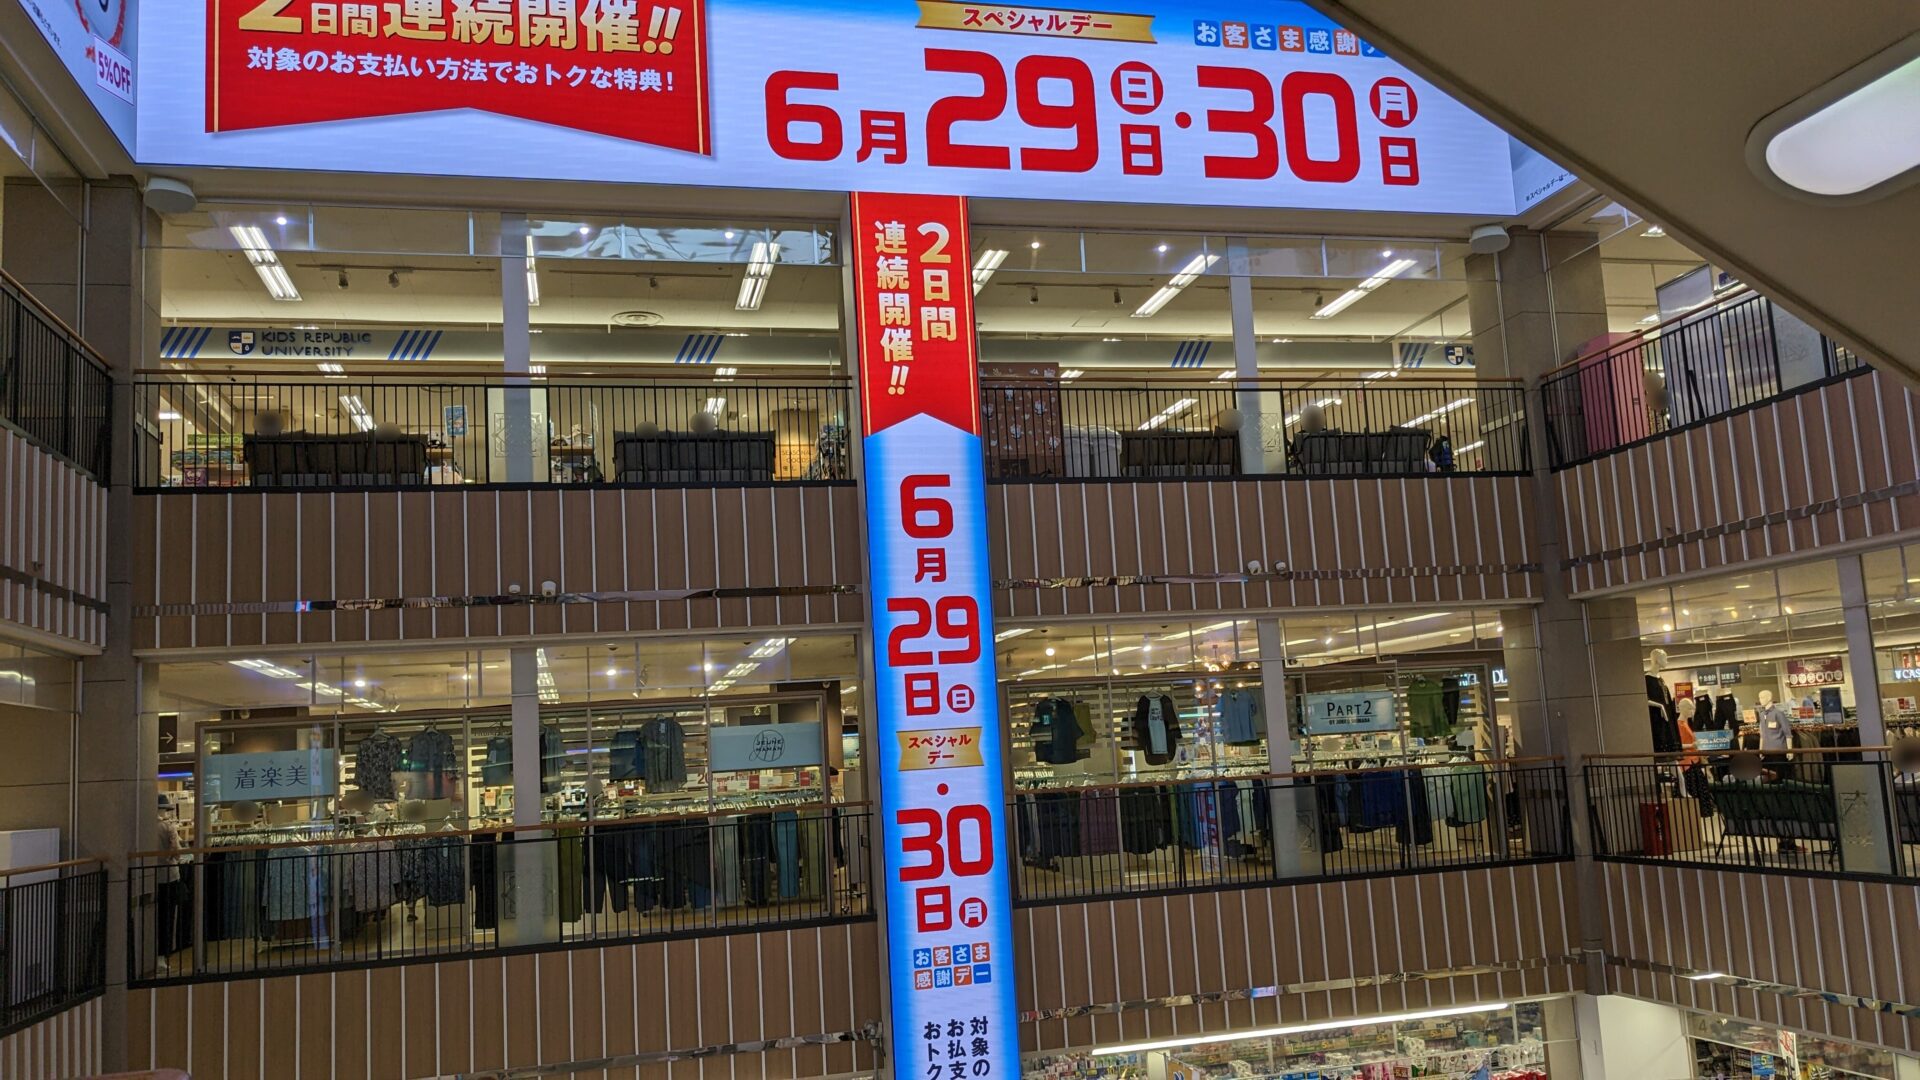 2日間連続開催!!
対象のお支払い方法でおトクな特典!
5%OFF
スペシャルデー
お客さま感謝デ
6月29日(日)・30日(月)
2日間
連続開催!!
6
月
29
日(日)
スペシャル
デー
・
30
日(月)
お客さま
感謝デー
対象の
お支払
おトク
KIDS REPUBLIC
UNIVERSITY
着楽美
JEUNE
MAMAN
PART2
BY JUNKO SHIMADA